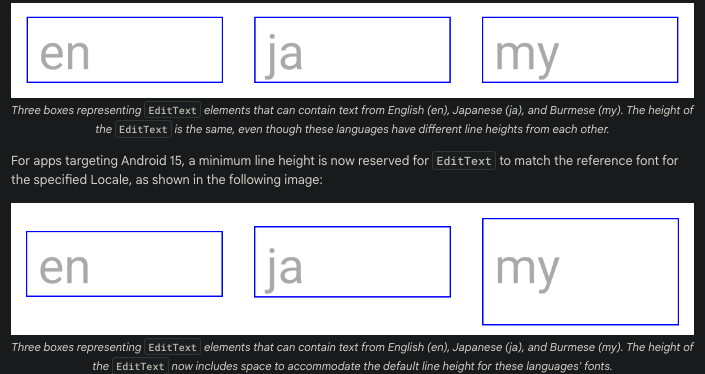 en ja my
Three boxes representing EditText elements that can contain text from English (en), Japanese (ja), and Burmese (my). The height of
the EditText is the same, even though these languages have different line heights from each other.
For apps targeting Android 15, a minimum line height is now reserved for EditText to match the reference font for
the specified Locale, as shown in the following image:
en ja my
Three boxes representing EditText elements that can contain text from English (en), Japanese (ja), and Burmese (my). The height of
the EditText now includes space to accommodate the default line height for these languages' fonts.